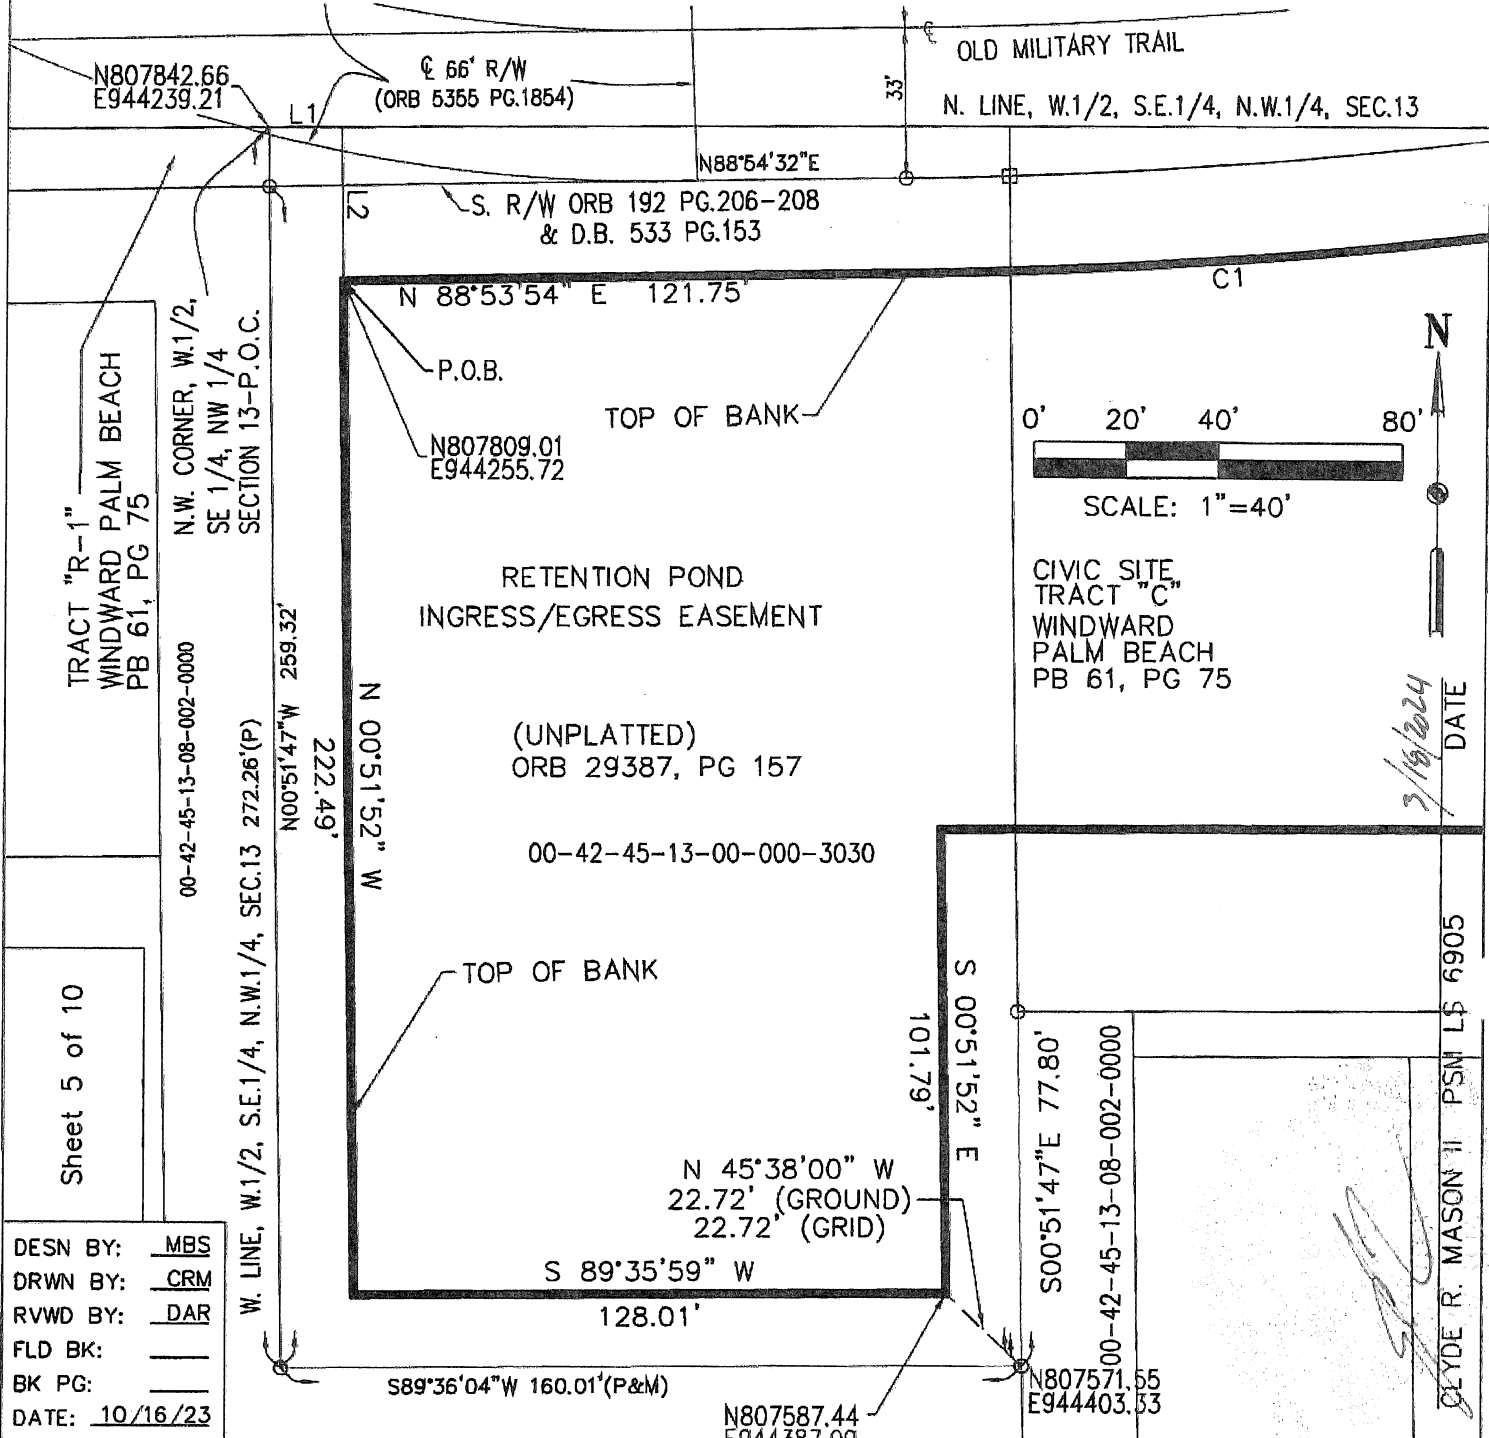 OLD MILITARY TRAIL
33'
N. LINE, W.1/2, S.E.1/4, N.W.1/4, SEC.13
N807842.66
E944239.21
℄ 66' R/W
(ORB 5355 PG.1854)
L1
N88°54'32"E
L2
S. R/W ORB 192 PG.206-208
& D.B. 533 PG.153
N 88°53'54" E 121.75'
C1
P.O.B.
TOP OF BANK
N807809.01
E944255.72
N
0' 20' 40' 80'
SCALE: 1"=40'
TRACT "R-1"
WINDWARD PALM BEACH
PB 61, PG 75
N.W. CORNER, W.1/2,
SE 1/4, NW 1/4
SECTION 13-P.O.C.
00-42-45-13-08-002-0000
RETENTION POND
INGRESS/EGRESS EASEMENT
CIVIC SITE
TRACT "C"
WINDWARD
PALM BEACH
PB 61, PG 75
W. LINE, W.1/2, S.E.1/4, N.W.1/4, SEC.13 272.26'(P)
N00°51'47"W 259.32'
222.49'
N 00°51'52" W
(UNPLATTED)
ORB 29387, PG 157
00-42-45-13-00-000-3030
3/18/2024
DATE
TOP OF BANK
S 00°51'52" E
101.79'
S00°51'47"E 77.80'
00-42-45-13-08-002-0000
CLYDE R. MASON II PSM LS 6905
Sheet 5 of 10
N 45°38'00" W
22.72' (GROUND)
22.72' (GRID)
S 89°35'59" W
128.01'
DESN BY: MBS
DRWN BY: CRM
RVWD BY: DAR
FLD BK:
BK PG:
DATE: 10/16/23
S89°36'04"W 160.01'(P&M)
N807571.55
E944403.33
N807587.44